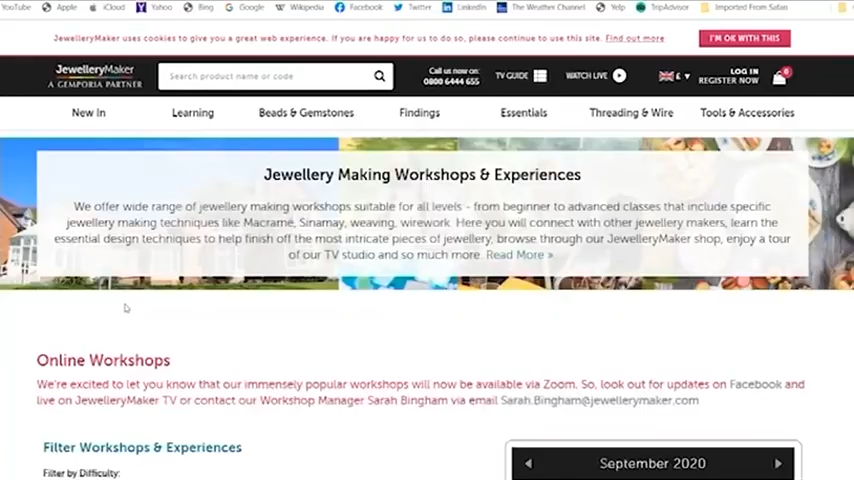 YouTube Apple iCloud Yahoo Bing Google Wikipedia Facebook Twitter LinkedIn The Weather Channel Yelp TripAdvisor Imported From Safari
JewelleryMaker uses cookies to give you a great web experience. If you are happy for us to do so, please continue to use this site. Find out more
I'M OK WITH THIS
JewelleryMaker
A GEMPORIA PARTNER
Search product name or code
Call us now on:
0800 6444 655
TV GUIDE
WATCH LIVE
£
LOG IN
REGISTER NOW
0
New In Learning Beads & Gemstones Findings Essentials Threading & Wire Tools & Accessories
Jewellery Making Workshops & Experiences
We offer wide range of jewellery making workshops suitable for all levels - from beginner to advanced classes that include specific
jewellery making techniques like Macramé, Sinamay, weaving, wirework. Here you will connect with other jewellery makers, learn the
essential design techniques to help finish off the most intricate pieces of jewellery, browse through our JewelleryMaker shop, enjoy a tour
of our TV studio and so much more. Read More »
Online Workshops
We're excited to let you know that our immensely popular workshops will now be available via Zoom. So, look out for updates on Facebook and
live on JewelleryMaker TV or contact our Workshop Manager Sarah Bingham via email Sarah.Bingham@jewellerymaker.com
Filter Workshops & Experiences
Filter by Difficulty:
September 2020